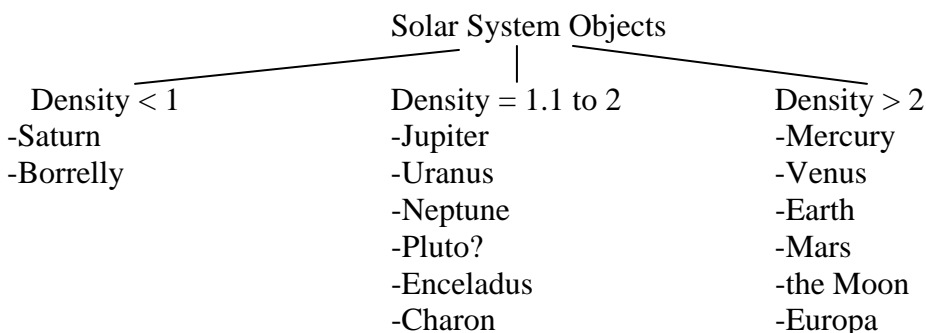 Solar System Objects
Density < 1
-Saturn
-Borrelly
Density = 1.1 to 2
-Jupiter
-Uranus
-Neptune
-Pluto?
-Enceladus
-Charon
Density > 2
-Mercury
-Venus
-Earth
-Mars
-the Moon
-Europa